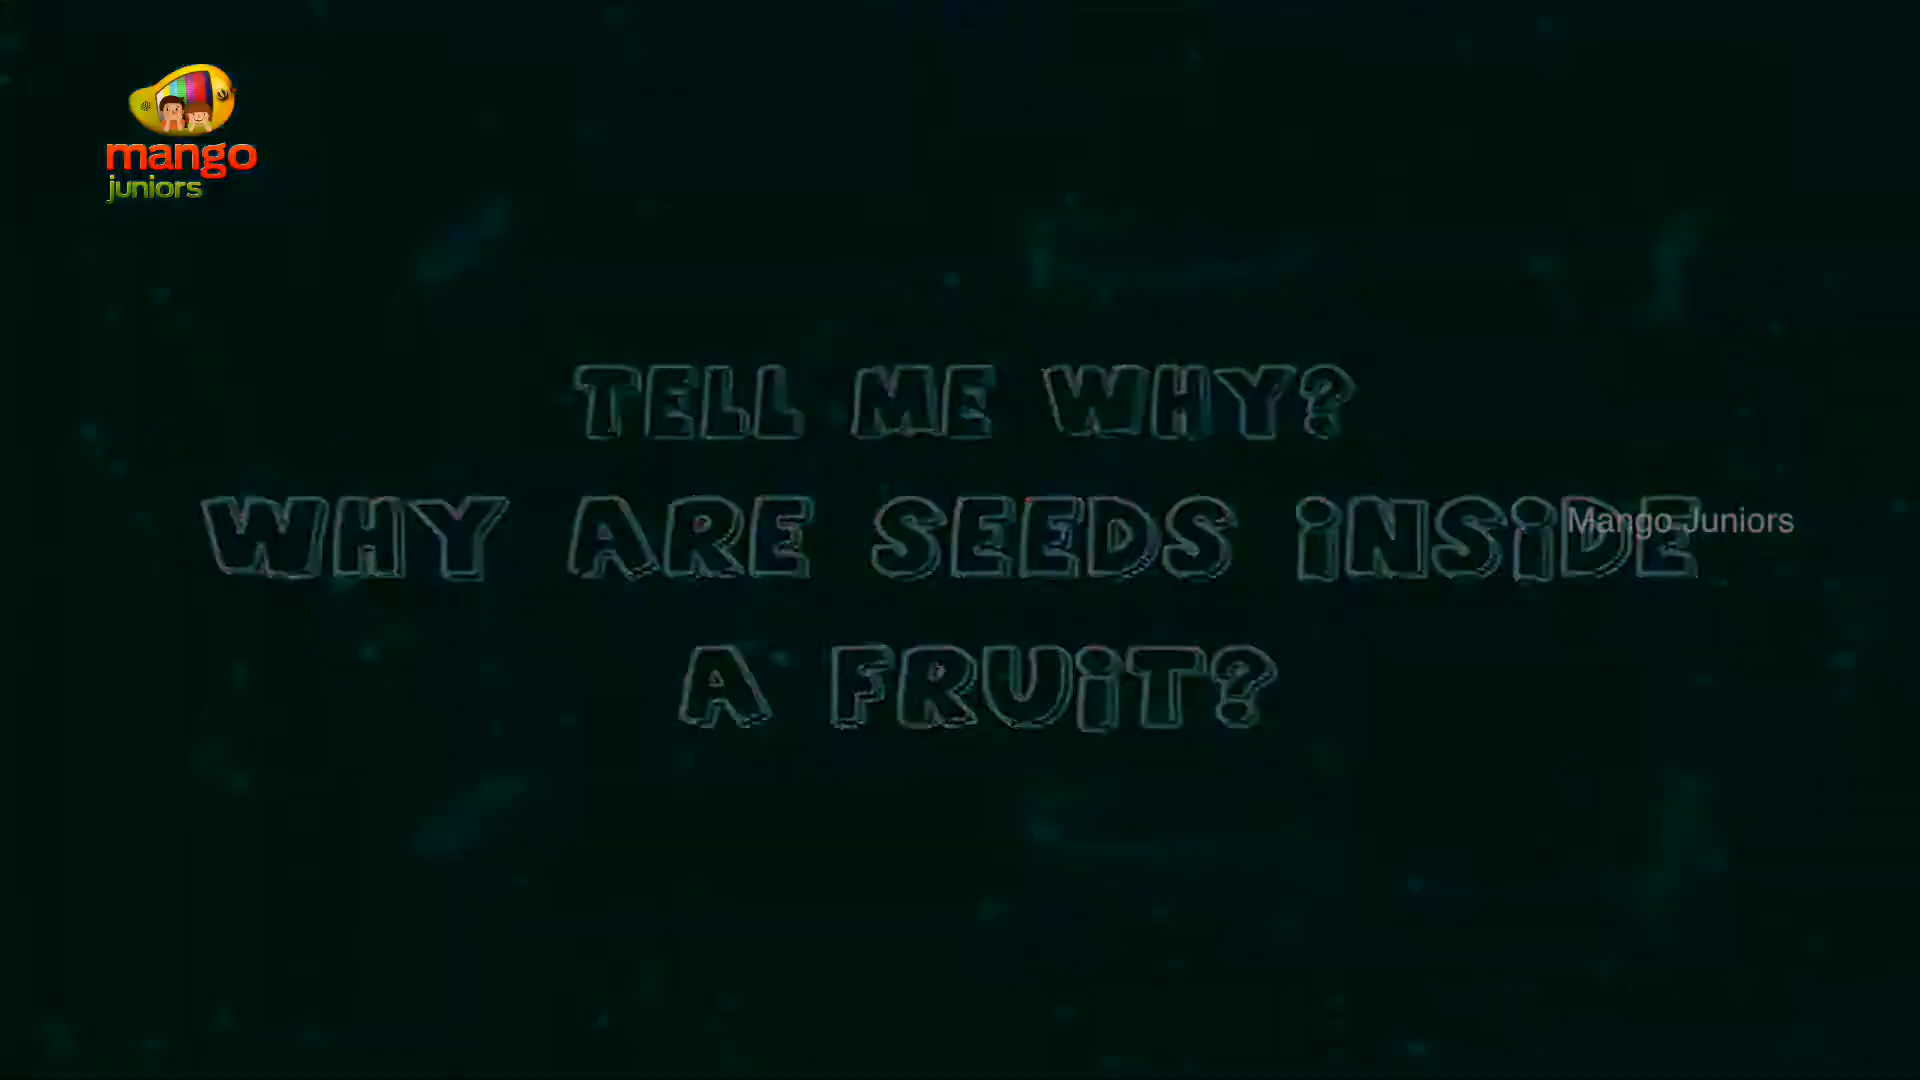 mango
juniors
TELL ME WHY?
WHY ARE SEEDS INSIDE
Mango Juniors
A FRUIT?